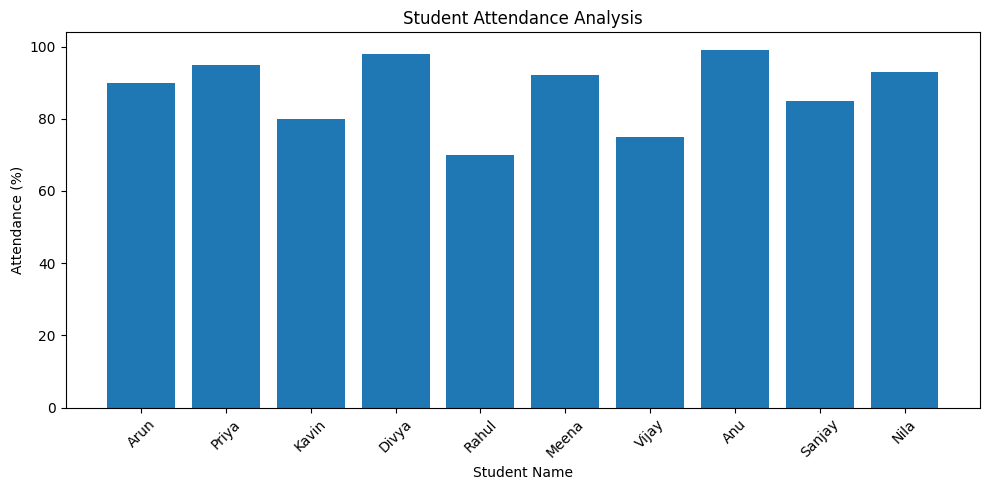 Student Attendance Analysis
100
80
60
40
20
0
Attendance (%)
Arun
Priya
Kavin
Divya
Rahul
Meena
Vijay
Anu
Sanjay
Nila
Student Name